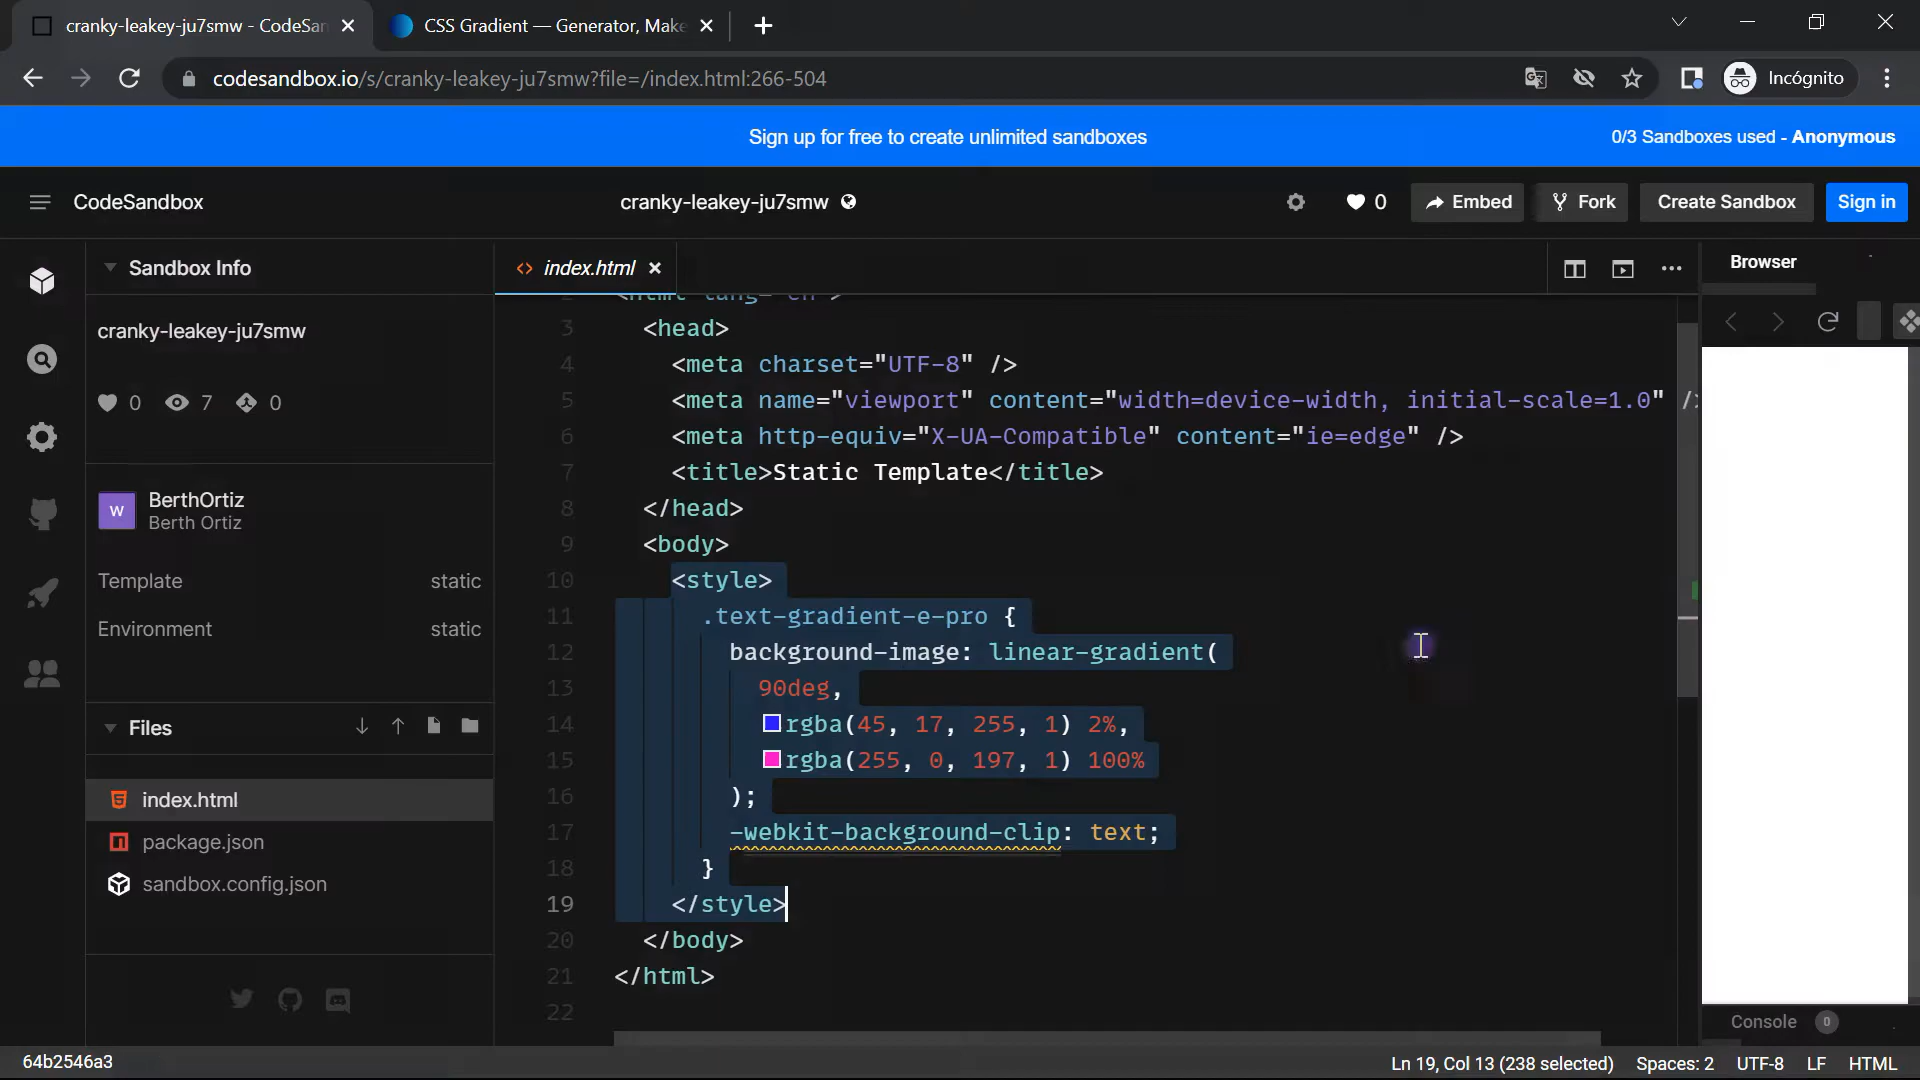 cranky-leakey-ju7smw - CodeSan
CSS Gradient — Generator, Make
codesandbox.io/s/cranky-leakey-ju7smw?file=/index.html:266-504
Incógnito
Sign up for free to create unlimited sandboxes
0/3 Sandboxes used - Anonymous
CodeSandbox
cranky-leakey-ju7smw
0
Embed
Fork
Create Sandbox
Sign in
Sandbox Info
index.html
Browser
cranky-leakey-ju7smw
0
7
0
BerthOrtiz
Berth Ortiz
W
Template static
Environment static
Files
index.html
package.json
sandbox.config.json
2 <html lang="en">
3 <head>
4 <meta charset="UTF-8" />
5 <meta name="viewport" content="width=device-width, initial-scale=1.0" />
6 <meta http-equiv="X-UA-Compatible" content="ie=edge" />
7 <title>Static Template</title>
8 </head>
9 <body>
10 <style>
11 .text-gradient-e-pro {
12 background-image: linear-gradient(
13 90deg,
14 rgba(45, 17, 255, 1) 2%,
15 rgba(255, 0, 197, 1) 100%
16 );
17 -webkit-background-clip: text;
18 }
19 </style>
20 </body>
21 </html>
22
Console 0
64b2546a3
Ln 19, Col 13 (238 selected)
Spaces: 2
UTF-8
LF
HTML